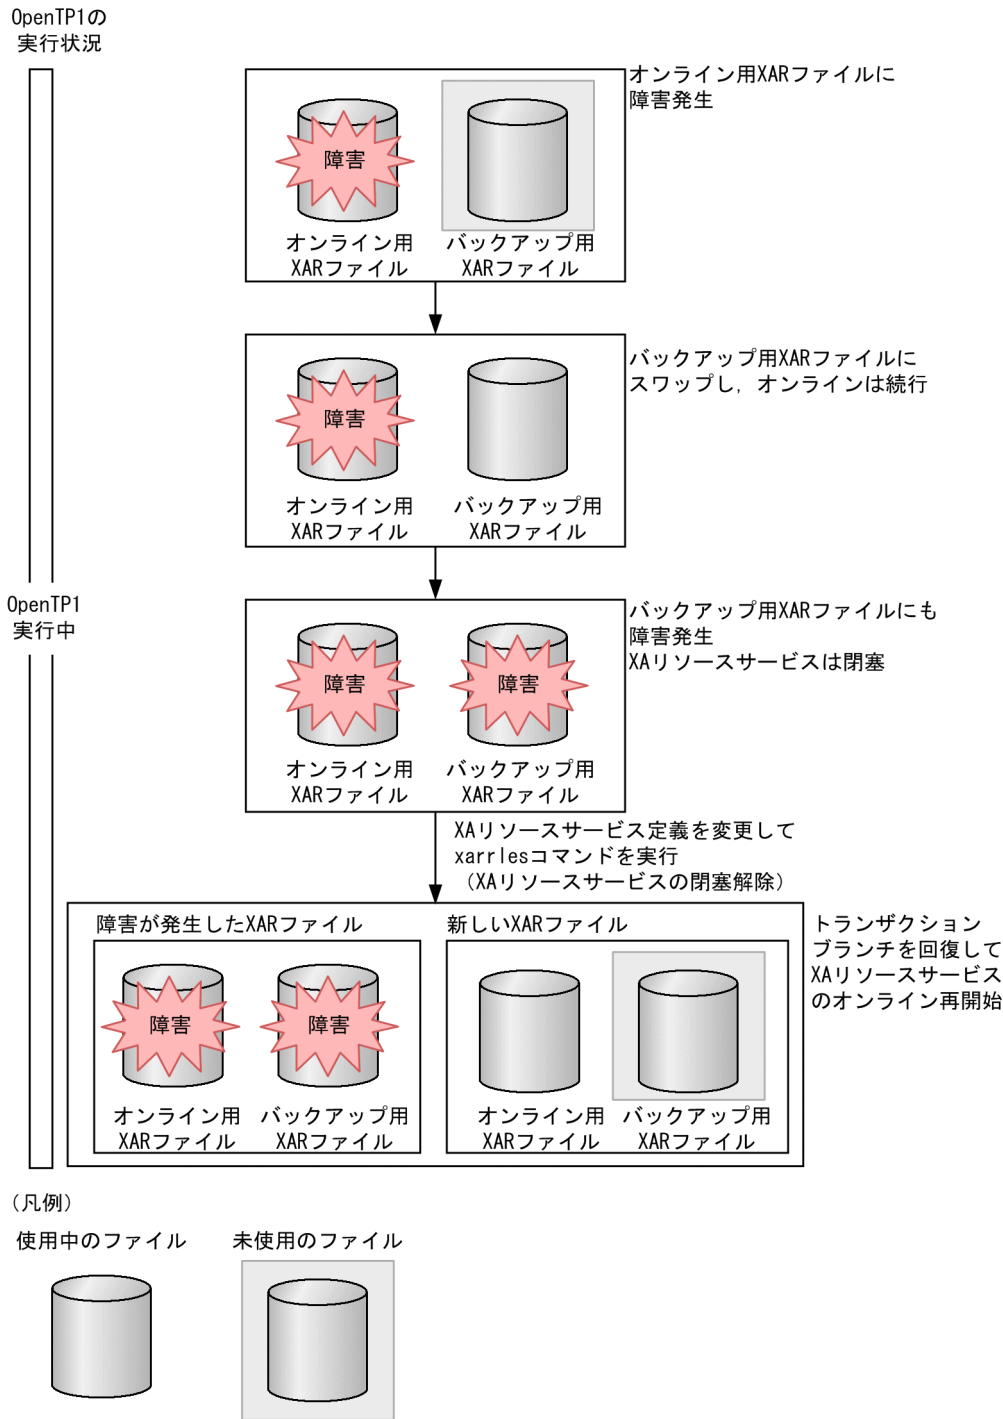 OpenTP1の
実行状況
オンライン用XARファイルに
障害発生
障害
オンライン用
XARファイル
バックアップ用
XARファイル
バックアップ用XARファイルに
スワップし，オンラインは続行
障害
オンライン用
XARファイル
バックアップ用
XARファイル
OpenTP1
実行中
バックアップ用XARファイルにも
障害発生
XAリソースサービスは閉塞
障害
障害
オンライン用
XARファイル
バックアップ用
XARファイル
XAリソースサービス定義を変更して
xarrlesコマンドを実行
（XAリソースサービスの閉塞解除）
障害が発生したXARファイル
新しいXARファイル
トランザクション
ブランチを回復して
XAリソースサービス
のオンライン再開始
障害
障害
オンライン用
XARファイル
バックアップ用
XARファイル
オンライン用
XARファイル
バックアップ用
XARファイル
（凡例）
使用中のファイル
未使用のファイル